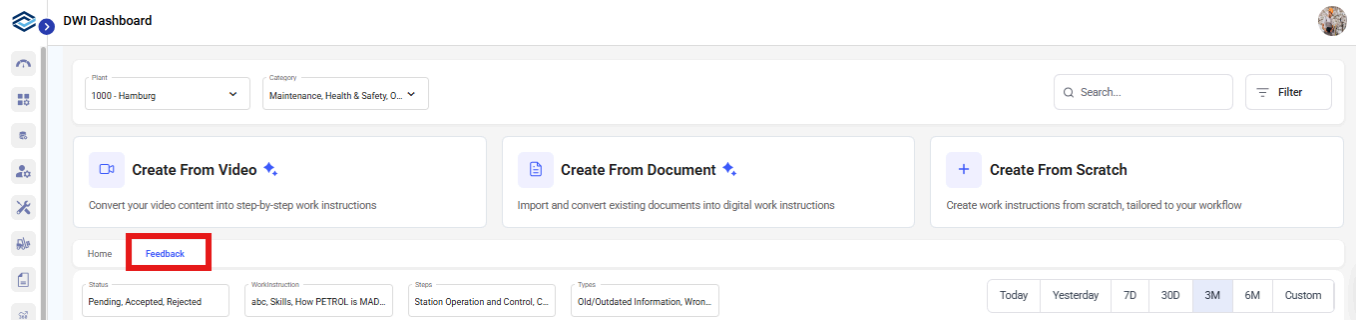 DWI Dashboard
Plant
1000 - Hamburg
Category
Maintenance, Health & Safety, O...
Search...
Filter
Create From Video
Convert your video content into step-by-step work instructions
Create From Document
Import and convert existing documents into digital work instructions
Create From Scratch
Create work instructions from scratch, tailored to your workflow
Home
Feedback
Status
Pending, Accepted, Rejected
WorkInstruction
abc, Skills, How PETROL is MAD...
Steps
Station Operation and Control, C...
Types
Old/Outdated Information, Wron...
Today
Yesterday
7D
30D
3M
6M
Custom